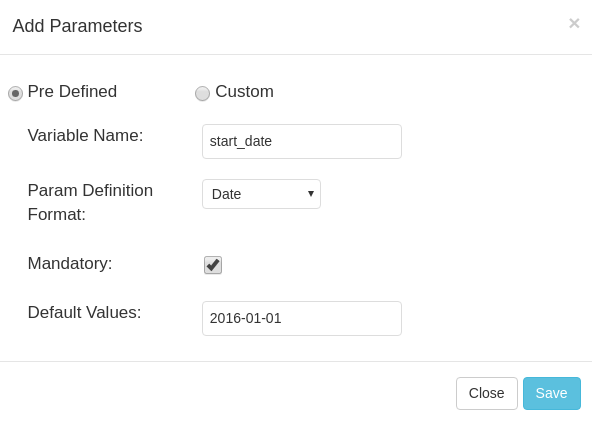 Add Parameters ×
Pre Defined Custom
Variable Name: start_date
Param Definition Format: Date
Mandatory:
Default Values: 2016-01-01
Close Save